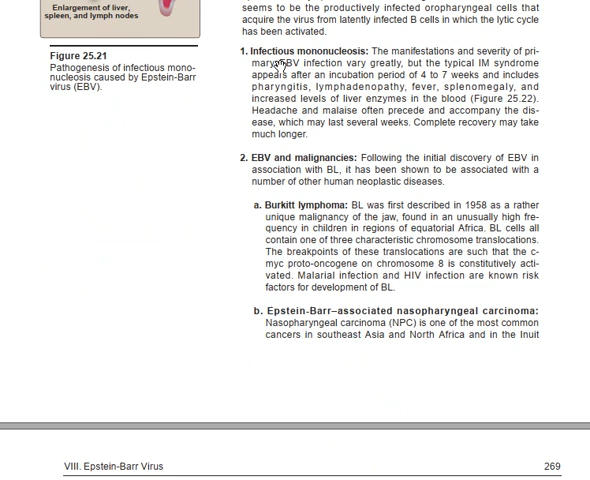 Enlargement of liver,
spleen, and lymph nodes
Figure 25.21
Pathogenesis of infectious mono-
nucleosis caused by Epstein-Barr
virus (EBV).
seems to be the productively infected oropharyngeal cells that
acquire the virus from latently infected B cells in which the lytic cycle
has been activated.
1. Infectious mononucleosis: The manifestations and severity of pri-
mary EBV infection vary greatly, but the typical IM syndrome
appears after an incubation period of 4 to 7 weeks and includes
pharyngitis, lymphadenopathy, fever, splenomegaly, and
increased levels of liver enzymes in the blood (Figure 25.22).
Headache and malaise often precede and accompany the dis-
ease, which may last several weeks. Complete recovery may take
much longer.
2. EBV and malignancies: Following the initial discovery of EBV in
association with BL, it has been shown to be associated with a
number of other human neoplastic diseases.
a. Burkitt lymphoma: BL was first described in 1958 as a rather
unique malignancy of the jaw, found in an unusually high fre-
quency in children in regions of equatorial Africa. BL cells all
contain one of three characteristic chromosome translocations.
The breakpoints of these translocations are such that the c-
myc proto-oncogene on chromosome 8 is constitutively acti-
vated. Malarial infection and HIV infection are known risk
factors for development of BL.
b. Epstein-Barr–associated nasopharyngeal carcinoma:
Nasopharyngeal carcinoma (NPC) is one of the most common
cancers in southeast Asia and North Africa and in the Inuit
VIII. Epstein-Barr Virus
269